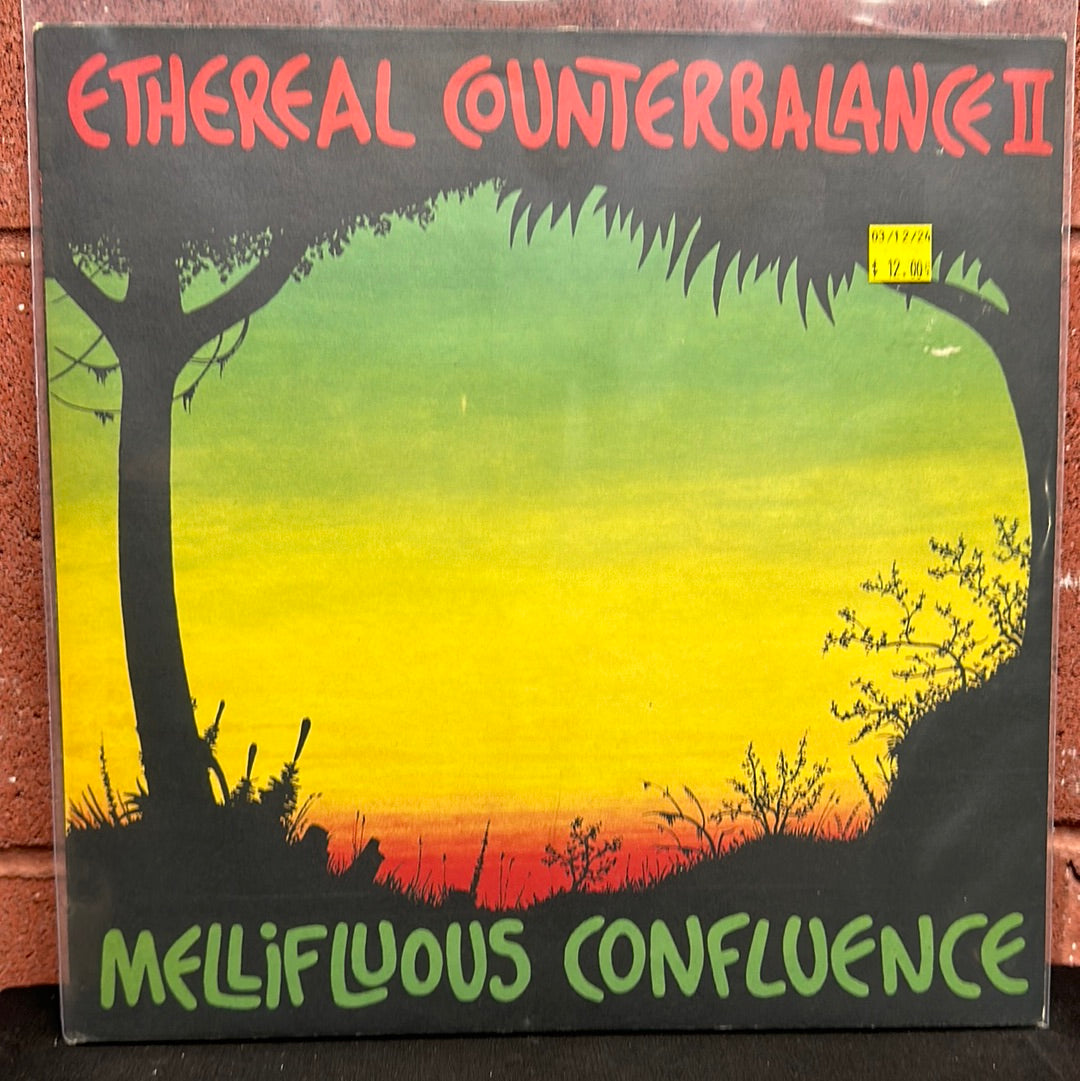 ETHEREAL COUNTERBALANCE II
03/12/24
$ 12.00
MELLiFLUOUS CONFLUENCE